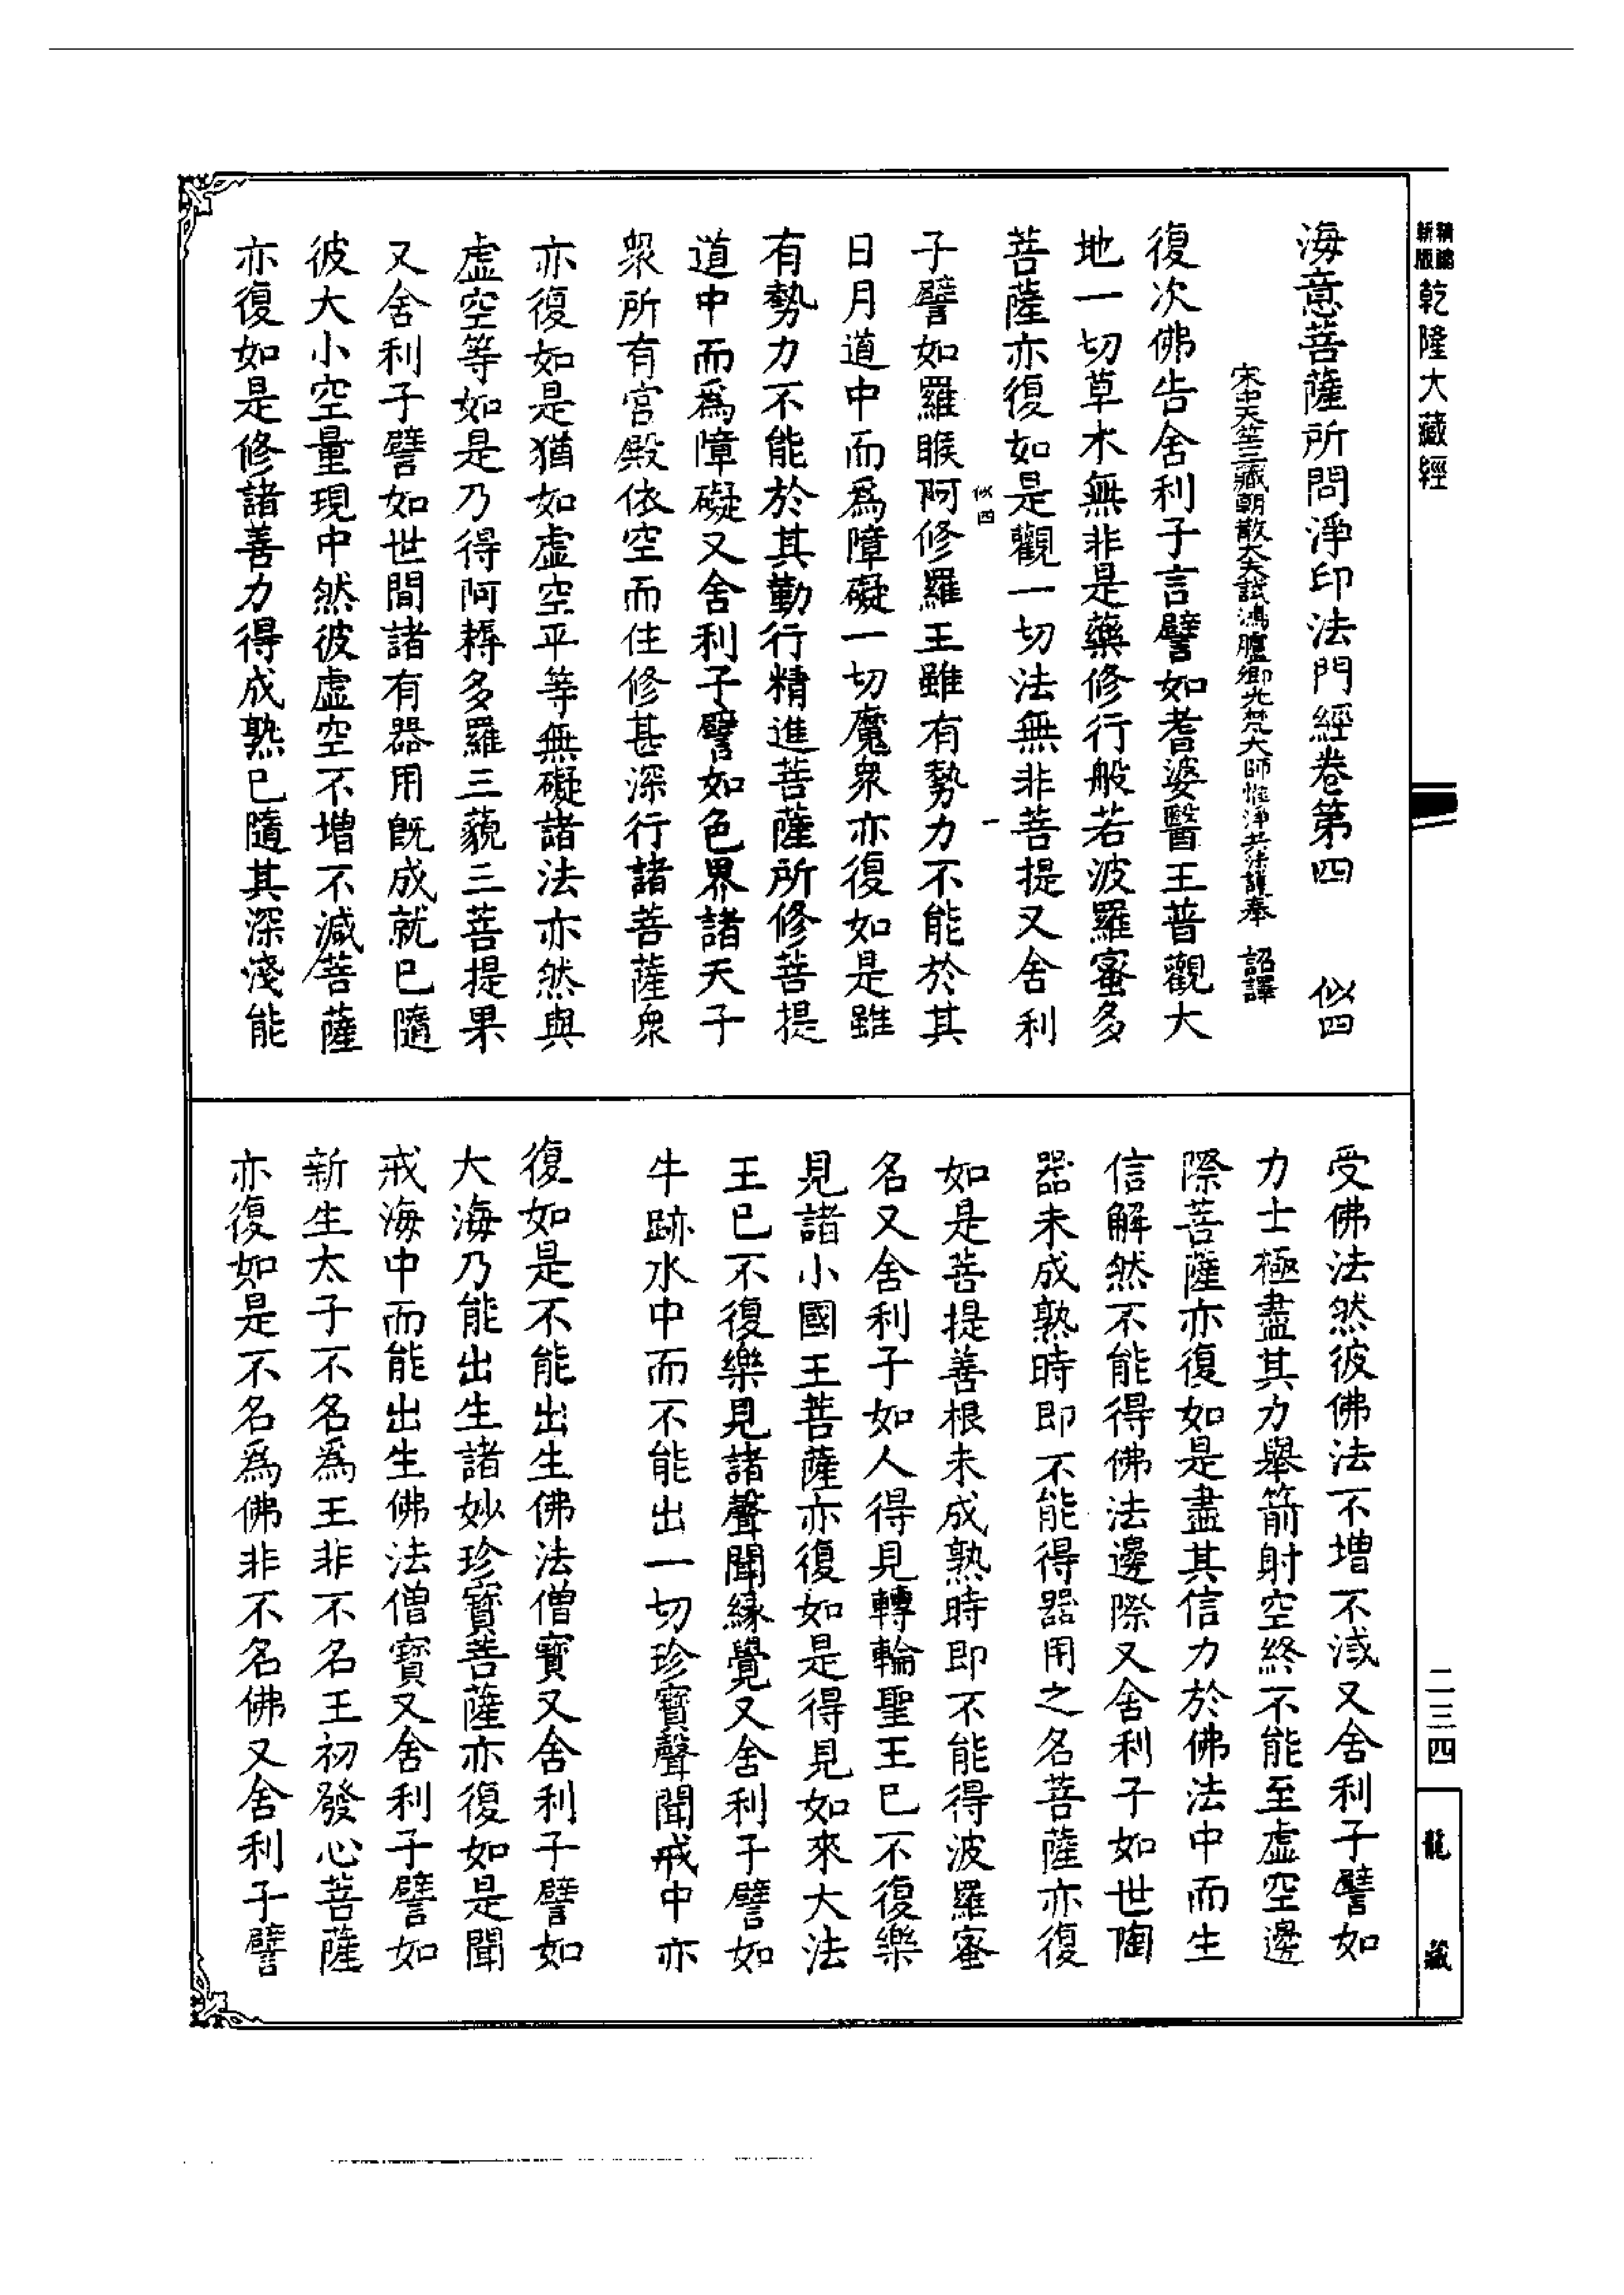 新版
精縮
乾隆大藏經
海意菩薩所問淨印法門經卷第四 似四
宋中天竺三藏朝散大夫試鴻臚卿光梵大師惟淨共法護奉 詔譯
復次佛告舍利子言譬如耆婆醫王普觀大
地一切草木無非是藥修行般若波羅蜜多
菩薩亦復如是觀一切法無非菩提又舍利
似四 一
子譬如羅睺阿修羅王雖有勢力不能於其
日月道中而為障礙一切魔衆亦復如是雖
有勢力不能於其勤行精進菩薩所修菩提
道中而為障礙又舍利子譬如色界諸天子
衆所有宮殿依空而住修甚深行諸菩薩衆
亦復如是猶如虛空平等無礙諸法亦然與
虛空等如是乃得阿耨多羅三藐三菩提果
又舍利子譬如世間諸有器用旣成就已隨
彼大小空量現中然彼虛空不增不減菩薩
亦復如是修諸善力得成熟已隨其深淺能
受佛法然彼佛法不增不減又舍利子譬如
力士極盡其力舉箭射空終不能至虛空邊
際菩薩亦復如是盡其信力於佛法中而生
信解然不能得佛法邊際又舍利子如世陶
器未成熟時即不能得器用之名菩薩亦復
如是菩提善根未成熟時即不能得波羅蜜
名又舍利子如人得見轉輪聖王已不復樂
見諸小國王菩薩亦復如是得見如來大法
王已不復樂見諸聲聞緣覺又舍利子譬如
牛跡水中而不能出一切珍寶聲聞戒中亦
復如是不能出生佛法僧寶又舍利子譬如
大海乃能出生諸妙珍寶菩薩亦復如是聞
戒海中而能出生佛法僧寶又舍利子譬如
新生太子不名為王非不名王初發心菩薩
亦復如是不名為佛非不名佛又舍利子譬
二三四
龍藏